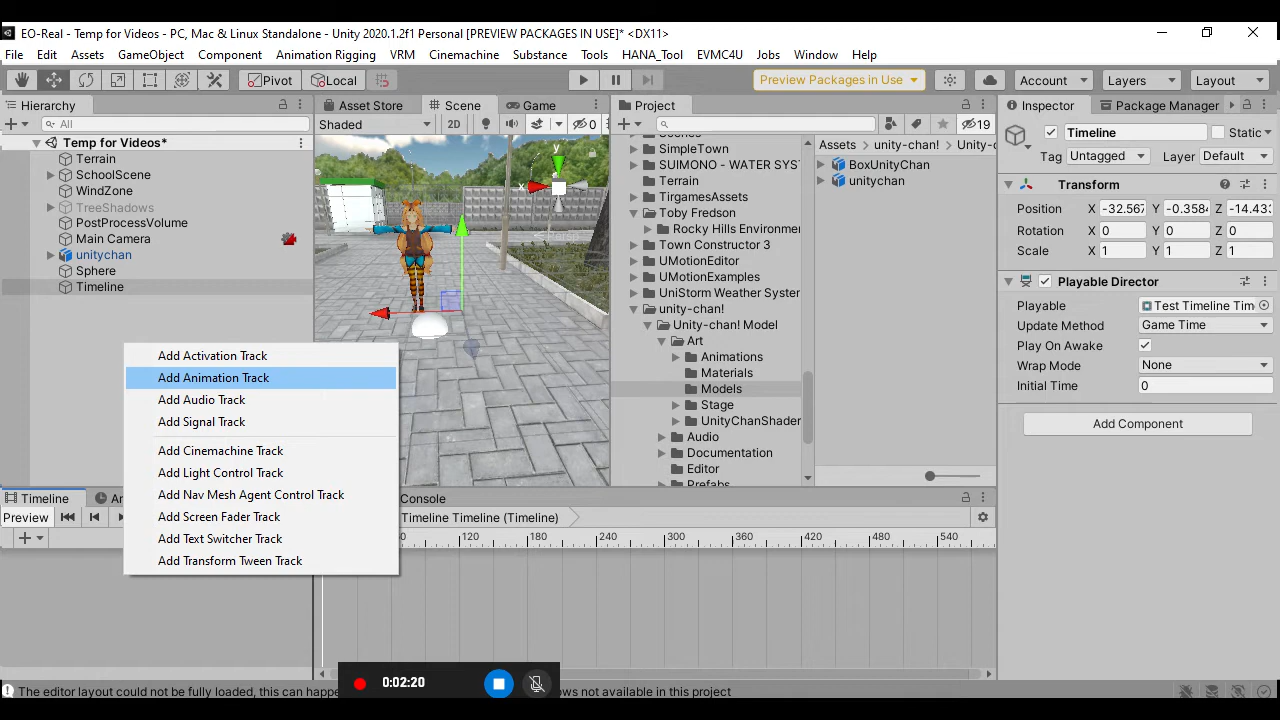 EO-Real - Temp for Videos - PC, Mac & Linux Standalone - Unity 2020.1.2f1 Personal [PREVIEW PACKAGES IN USE]* <DX11>
File Edit Assets GameObject Component Animation Rigging VRM Cinemachine Substance Tools HANA_Tool EVMC4U Jobs Window Help
Pivot Local Preview Packages in Use Account Layers Layout
Hierarchy
All
Temp for Videos*
Terrain
SchoolScene
WindZone
TreeShadows
PostProcessVolume
Main Camera
unitychan
Sphere
Timeline
Asset Store Scene Game
Shaded 2D 0
y
x
Persp
Project
19
SimpleTown
SUIMONO - WATER SYS
Terrain
TirgamesAssets
Toby Fredson
Rocky Hills Environme
Town Constructor 3
UMotionEditor
UMotionExamples
UniStorm Weather Syster
unity-chan!
Unity-chan! Model
Art
Animations
Materials
Models
Stage
UnityChanShader
Audio
Documentation
Editor
Prefabs
Assets unity-chan! Unity-
BoxUnityChan
unitychan
Inspector Package Manager
Timeline Static
Tag Untagged Layer Default
Transform
Position X -32.567 Y -0.3584 Z -14.43
Rotation X 0 Y 0 Z 0
Scale X 1 Y 1 Z 1
Playable Director
Playable Test Timeline Tim
Update Method Game Time
Play On Awake
Wrap Mode None
Initial Time 0
Add Component
Add Activation Track
Add Animation Track
Add Audio Track
Add Signal Track
Add Cinemachine Track
Add Light Control Track
Add Nav Mesh Agent Control Track
Add Screen Fader Track
Add Text Switcher Track
Add Transform Tween Track
Timeline An Console
Preview Timeline Timeline (Timeline)
0 120 180 240 300 360 420 480 540
0:02:20
The editor layout could not be fully loaded, this can happe ows not available in this project